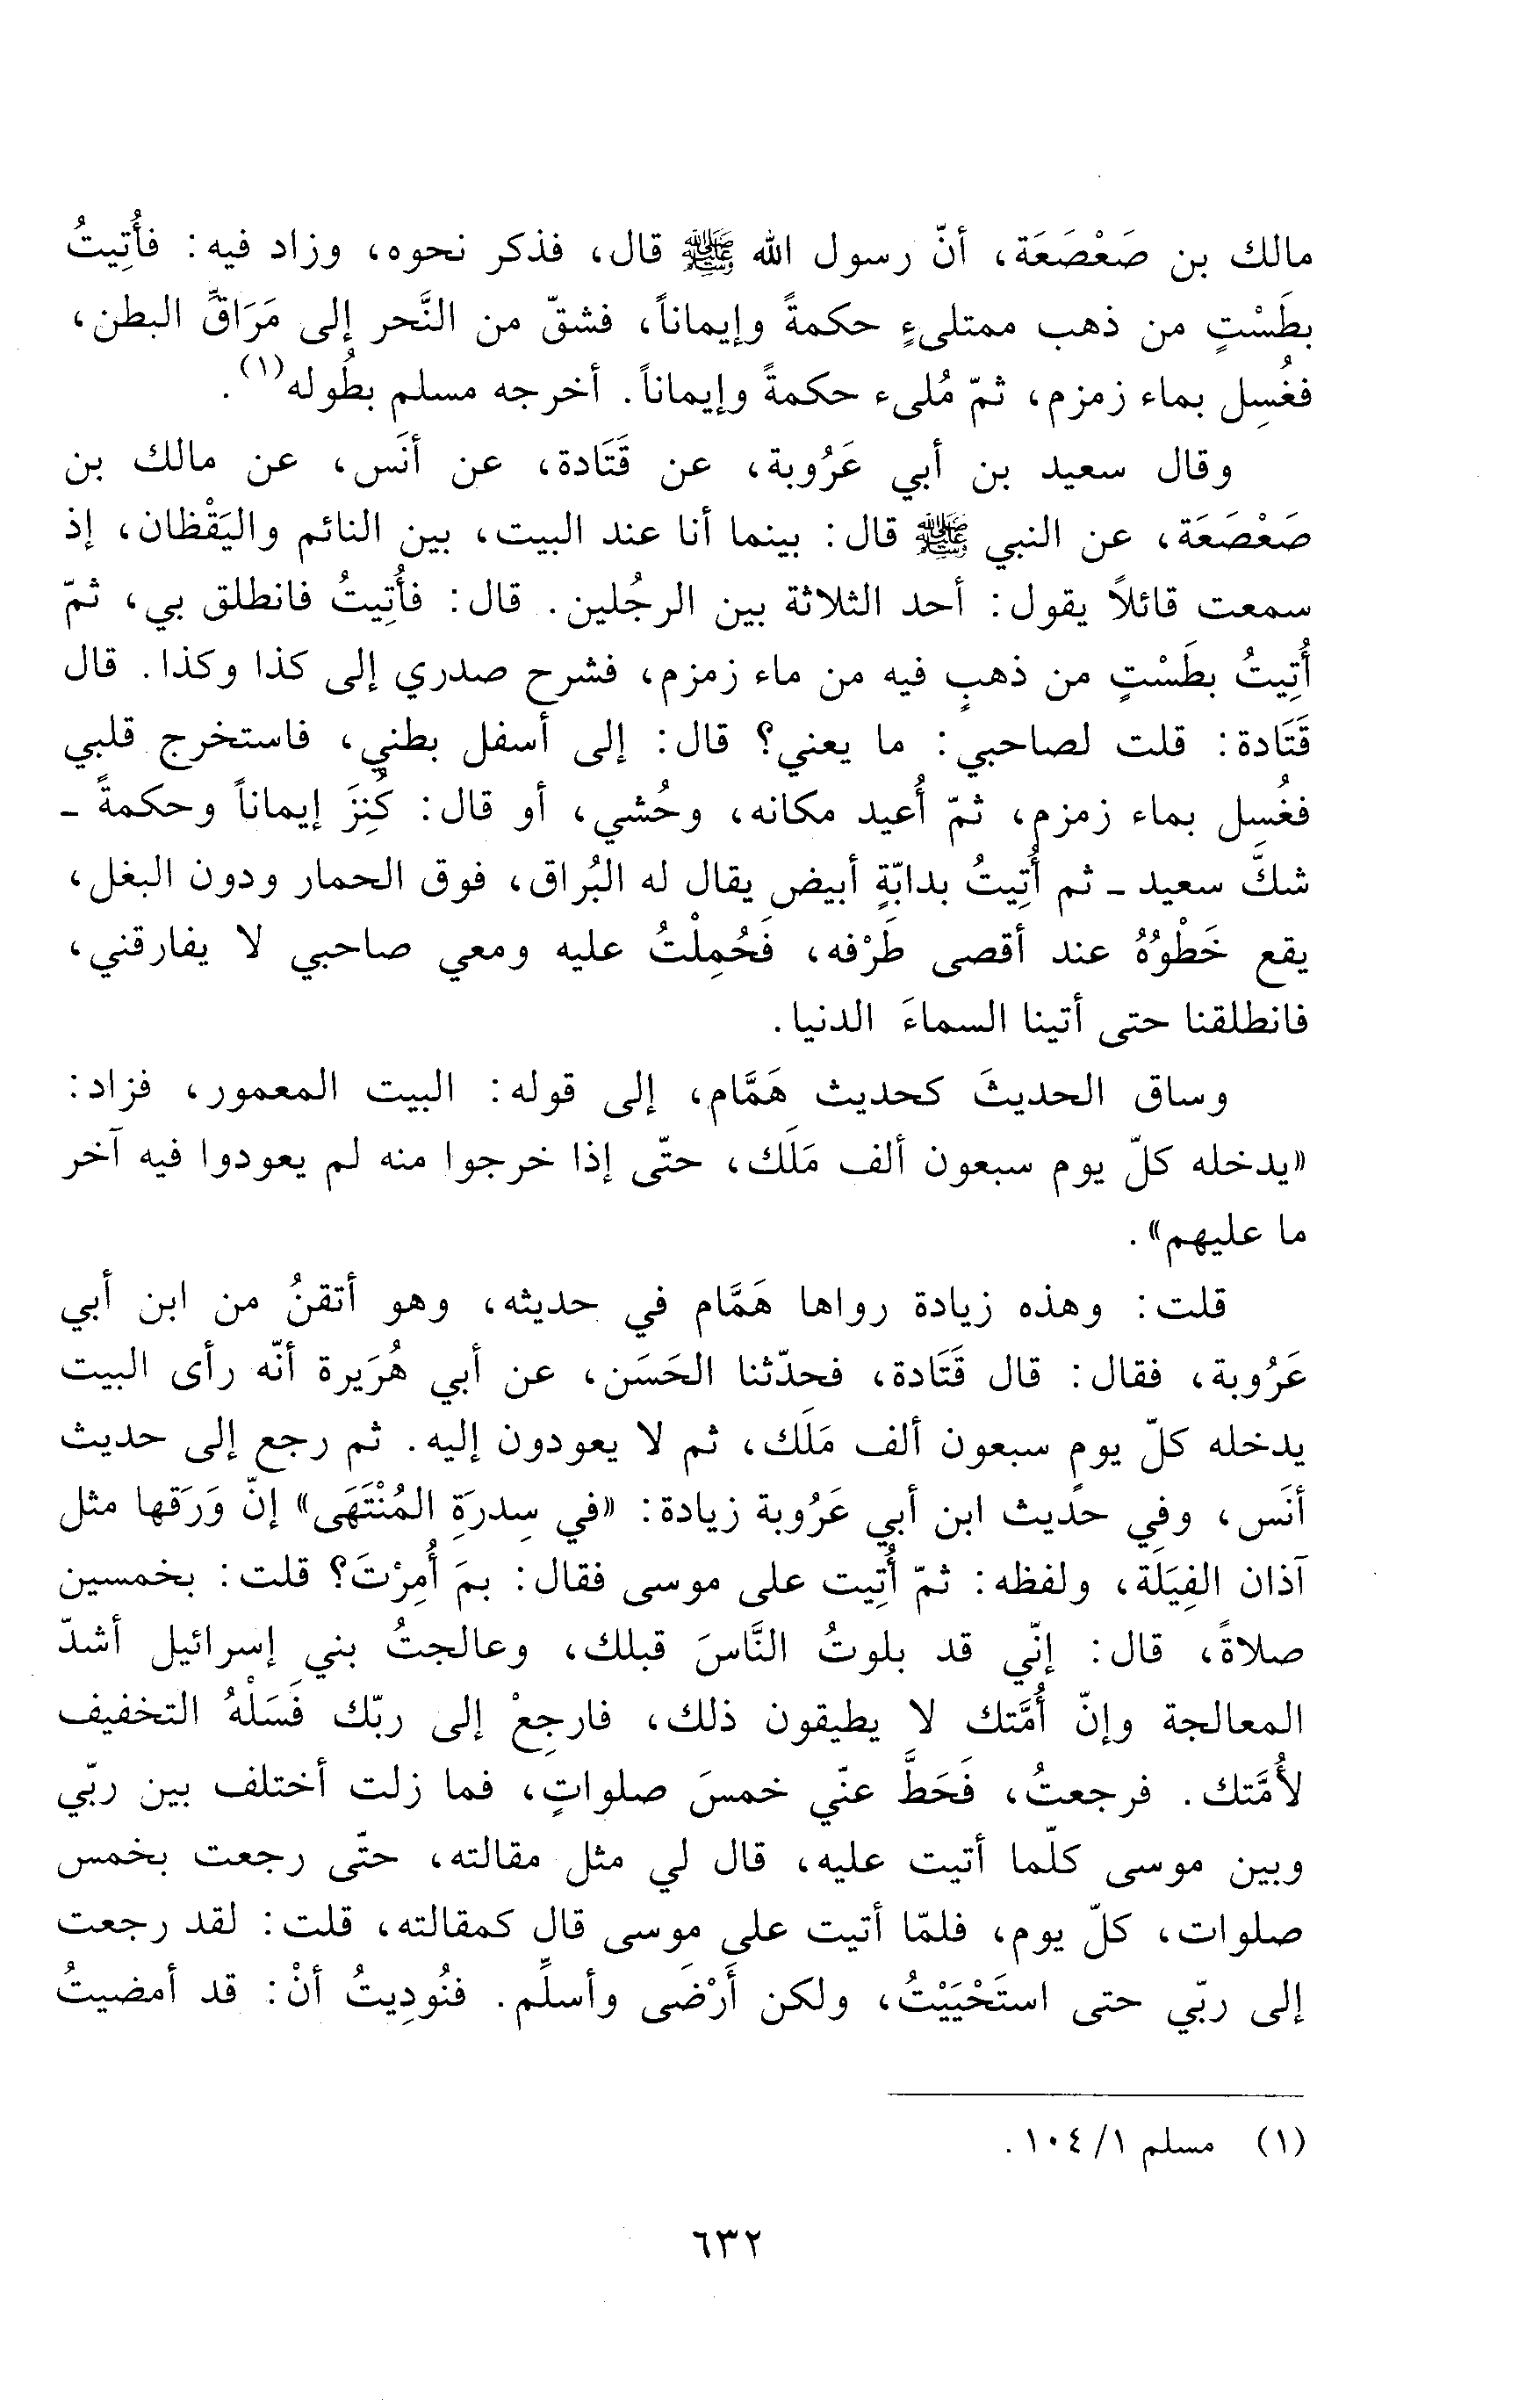 مالك بن صَعْصَعَة، أنّ رسول الله ﷺ قال، فذكر نحوه، وزاد فيه: فأُتِيتُ
بطَسْتٍ من ذهب ممتلىءٍ حكمةً وإيماناً، فشقّ من النَّحر إلى مَرَاقِّ البطن،
فغُسِل بماء زمزم، ثمّ مُلىء حكمةً وإيماناً. أخرجه مسلم بطُوله(١).
وقال سعيد بن أبي عَرُوبة، عن قَتَادة، عن أنَس، عن مالك بن
صَعْصَعَة، عن النبي ﷺ قال: بينما أنا عند البيت، بين النائم واليَقْظان، إذ
سمعت قائلاً يقول: أحد الثلاثة بين الرجُلين. قال: فأُتِيتُ فانطلق بي، ثمّ
أُتِيتُ بطَسْتٍ من ذهبٍ فيه من ماء زمزم، فشرح صدري إلى كذا وكذا. قال
قَتَادة: قلت لصاحبي: ما يعني؟ قال: إلى أسفل بطني، فاستخرج قلبي
فغُسِل بماء زمزم، ثمّ أُعيد مكانه، وحُشي، أو قال: كُنِزَ إيماناً وحكمةً ـ
شكَّ سعيد ـ ثم أُتِيتُ بدابّةٍ أبيض يقال له البُراق، فوق الحمار ودون البغل،
يقع خَطْوُهُ عند أقصى طَرْفه، فَحُمِلْتُ عليه ومعي صاحبي لا يفارقني،
فانطلقنا حتى أتينا السماءَ الدنيا.
وساق الحديثَ كحديث هَمَّام، إلى قوله: البيت المعمور، فزاد:
«يدخله كلّ يوم سبعون ألف مَلَك، حتّى إذا خرجوا منه لم يعودوا فيه آخر
ما عليهم».
قلت: وهذه زيادة رواها هَمَّام في حديثه، وهو أتقنُ من ابن أبي
عَرُوبة، فقال: قال قَتَادة، فحدّثنا الحَسَن، عن أبي هُرَيرة أنّه رأى البيت
يدخله كلّ يومٍ سبعون ألف مَلَك، ثم لا يعودون إليه. ثم رجع إلى حديث
أنَس، وفي حديث ابن أبي عَرُوبة زيادة: «في سِدرَةِ المُنْتَهَى» إنّ وَرَقها مثل
آذان الفِيَلَة، ولفظه: ثمّ أُتِيت على موسى فقال: بمَ أُمِرْتَ؟ قلت: بخمسين
صلاةً، قال: إنّي قد بلوتُ النَّاسَ قبلك، وعالجتُ بني إسرائيل أشدّ
المعالجة وإنّ أُمَّتك لا يطيقون ذلك، فارجِعْ إلى ربّك فَسَلْهُ التخفيف
لأُمَّتك. فرجعتُ، فَحَطَّ عنّي خمسَ صلواتٍ، فما زلت أختلف بين ربّي
وبين موسى كلّما أتيت عليه، قال لي مثل مقالته، حتّى رجعت بخمس
صلوات، كلّ يوم، فلمّا أتيت على موسى قال كمقالته، قلت: لقد رجعت
إلى ربّي حتى استَحْيَيْتُ، ولكن أَرْضَى وأسلِّم. فنُودِيتُ أنْ: قد أمضيتُ
(١) مسلم ١٠٤/١.
٦٣٢